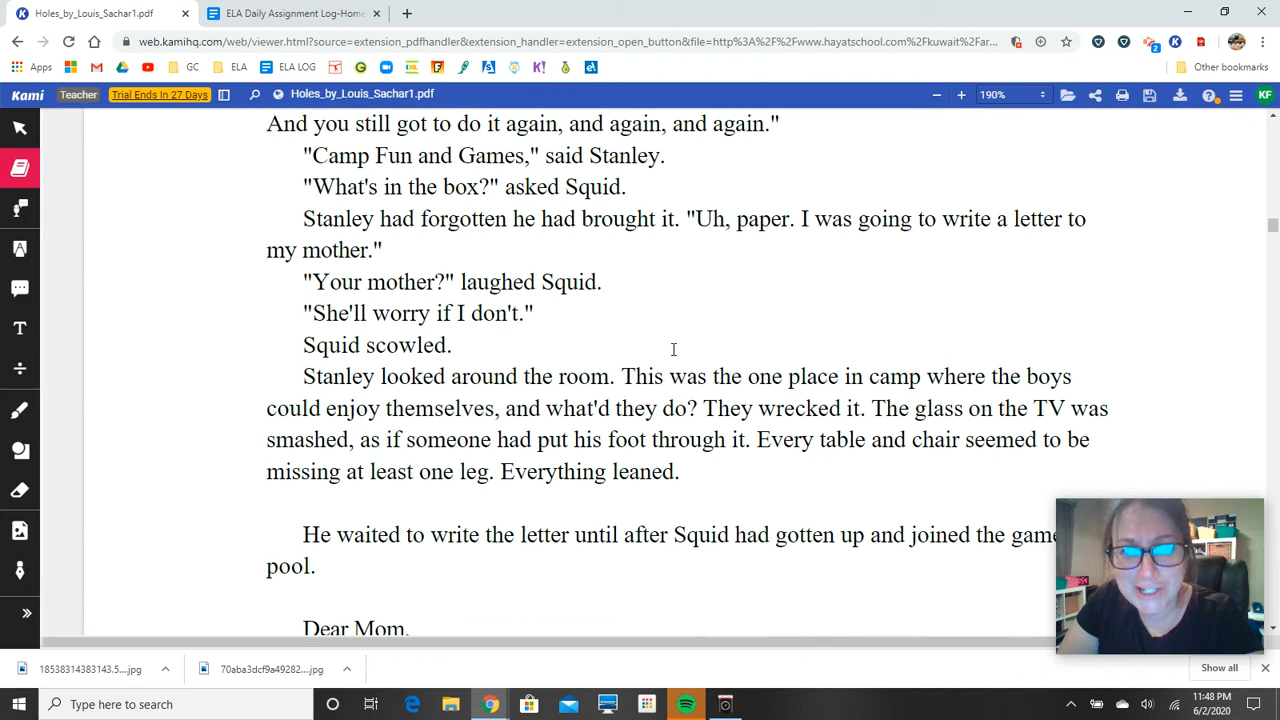 Holes_by_Louis_Sachar1.pdf
ELA Daily Assignment Log-Home
web.kamihq.com/web/viewer.html?source=extension_pdfhandler&extension_handler=extension_open_button&file=http%3A%2F%2Fwww.hayatschool.com%2Fkuwait%2Far...
Apps GC ELA ELA LOG Other bookmarks
Kami Teacher Trial Ends In 27 Days Holes_by_Louis_Sachar1.pdf 190% KF
And you still got to do it again, and again, and again."
"Camp Fun and Games," said Stanley.
"What's in the box?" asked Squid.
Stanley had forgotten he had brought it. "Uh, paper. I was going to write a letter to
my mother."
"Your mother?" laughed Squid.
"She'll worry if I don't."
Squid scowled.
Stanley looked around the room. This was the one place in camp where the boys
could enjoy themselves, and what'd they do? They wrecked it. The glass on the TV was
smashed, as if someone had put his foot through it. Every table and chair seemed to be
missing at least one leg. Everything leaned.
He waited to write the letter until after Squid had gotten up and joined the game
pool.
Dear Mom,
18538314383143.5....jpg
70aba3dcf9a49282....jpg
Show all
Type here to search
11:48 PM
6/2/2020